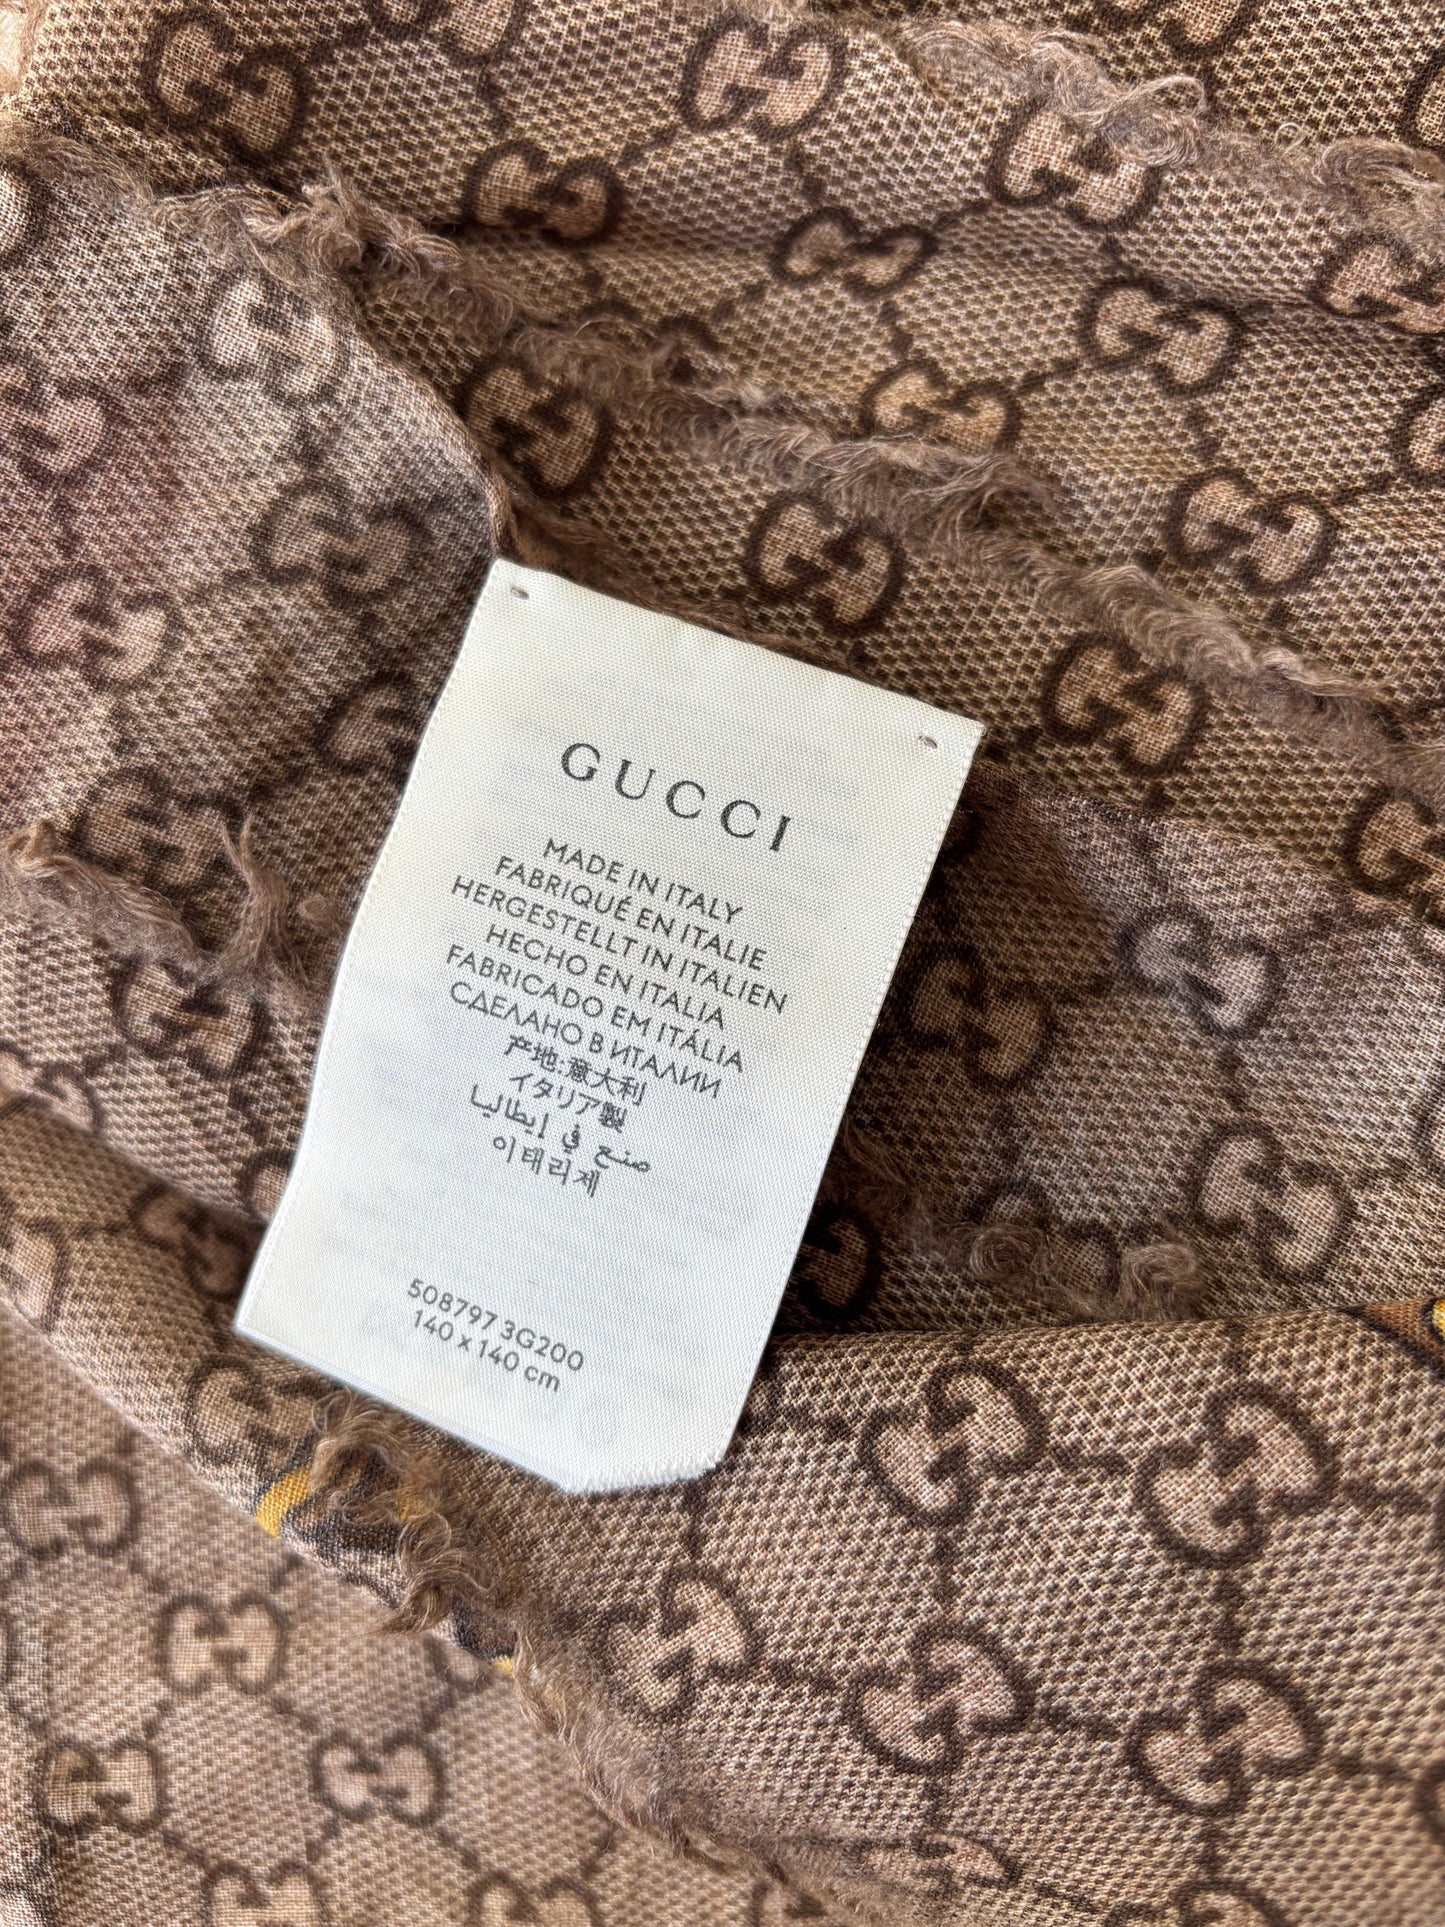 GUCCI
MADE IN ITALY
FABRIQUÉ EN ITALIE
HERGESTELLT IN ITALIEN
HECHO EN ITALIA
FABRICADO EM ITÁLIA
СДЕЛАНО В ИТАЛИИ
产地:意大利
イタリア製
صنع في إيطاليا
이태리제
508797 3G200
140 x 140 cm